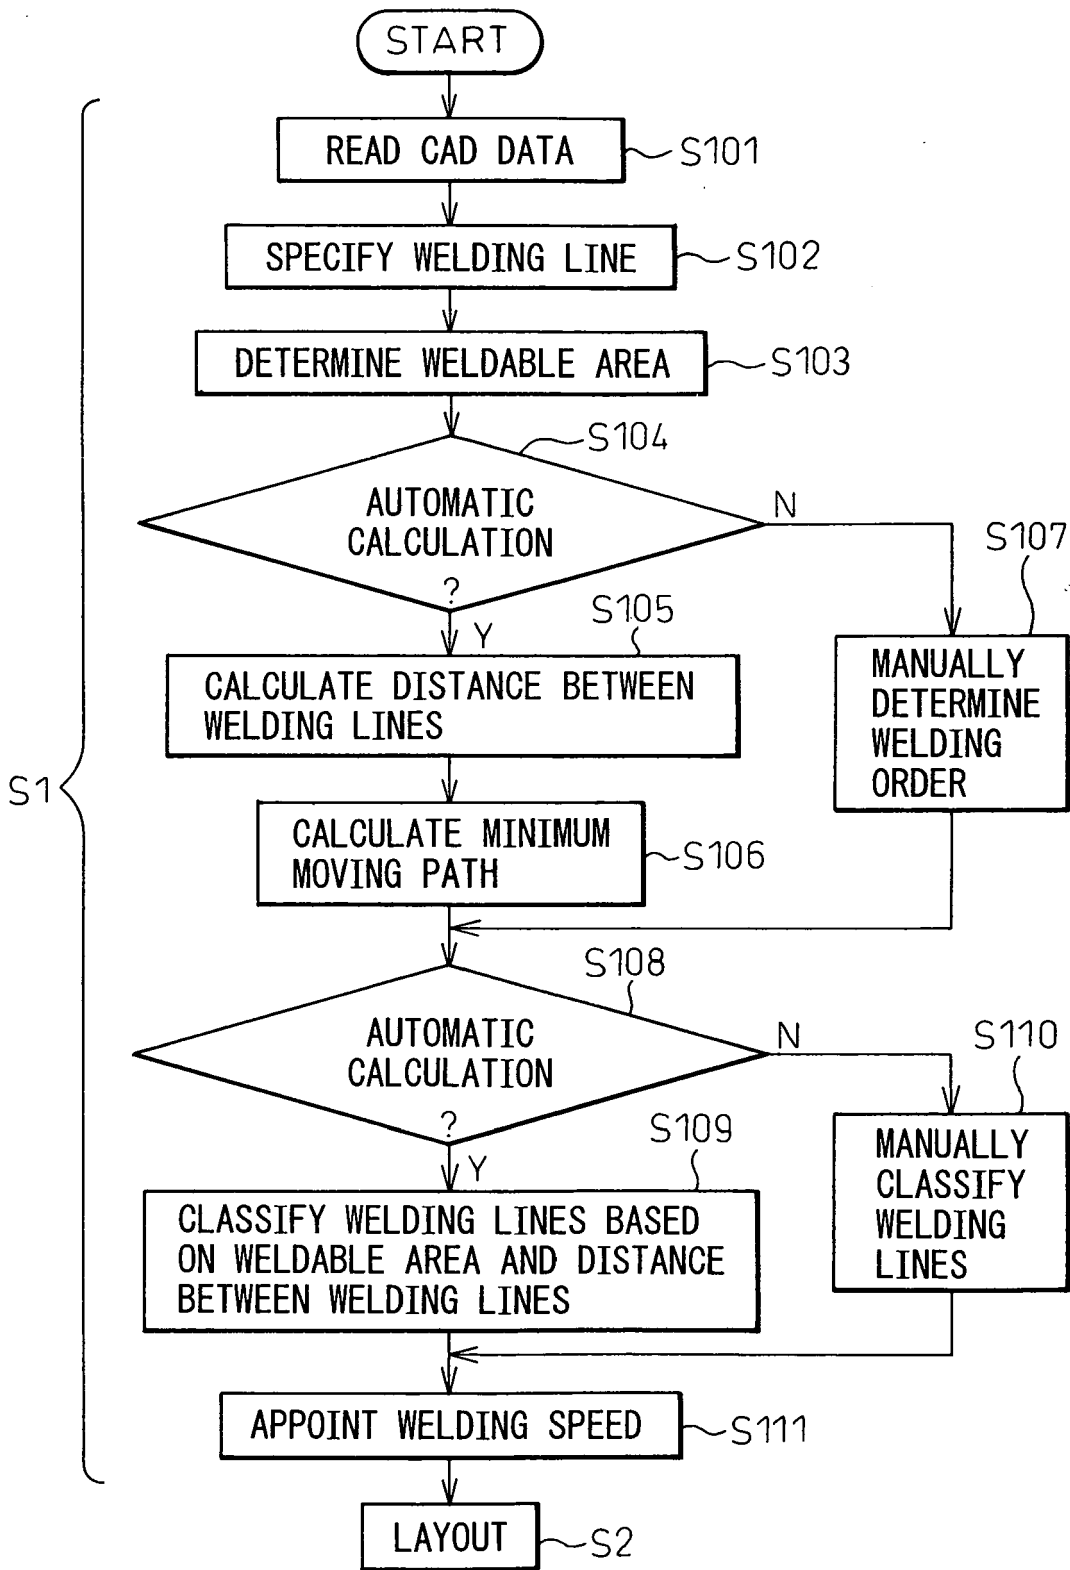 START
READ CAD DATA
S101
SPECIFY WELDING LINE
S102
DETERMINE WELDABLE AREA
S103
S104
AUTOMATIC
CALCULATION
?
N
Y
S107
MANUALLY
DETERMINE
WELDING
ORDER
S105
CALCULATE DISTANCE BETWEEN
WELDING LINES
S1
CALCULATE MINIMUM
MOVING PATH
S106
S108
AUTOMATIC
CALCULATION
?
N
Y
S110
MANUALLY
CLASSIFY
WELDING
LINES
S109
CLASSIFY WELDING LINES BASED
ON WELDABLE AREA AND DISTANCE
BETWEEN WELDING LINES
APPOINT WELDING SPEED
S111
LAYOUT
S2